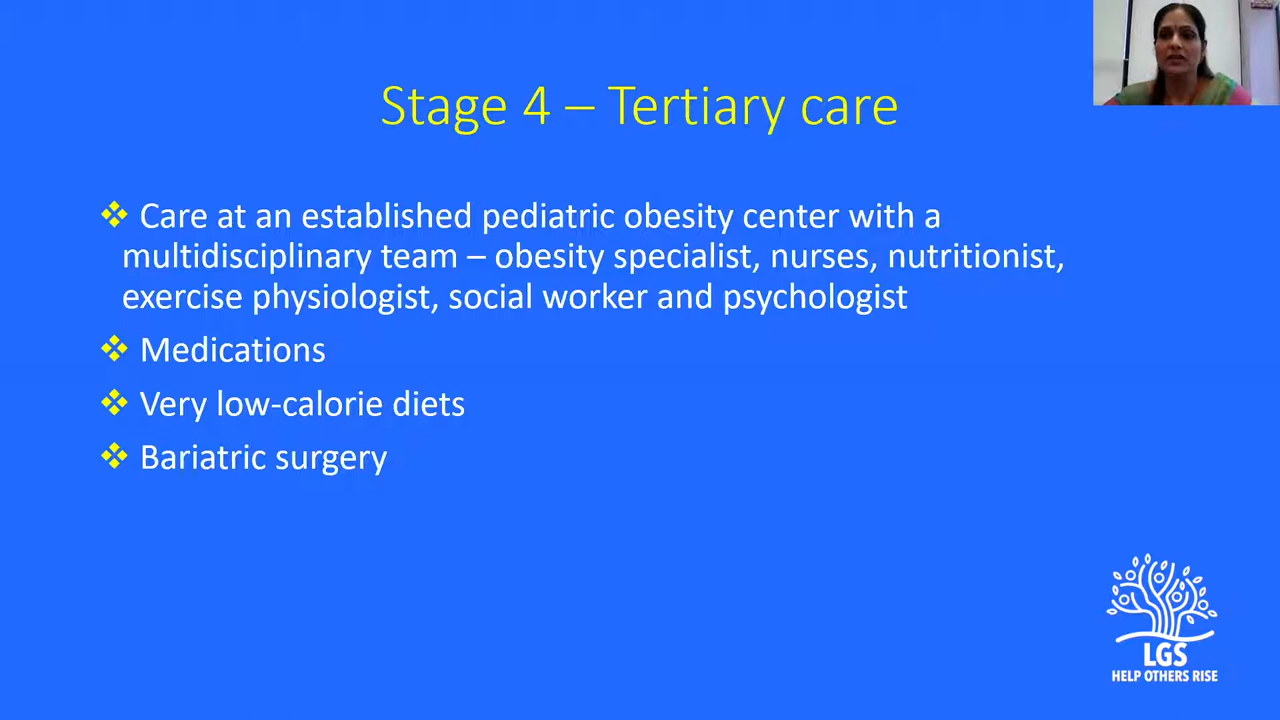 Stage 4 – Tertiary care
❖ Care at an established pediatric obesity center with a
multidisciplinary team – obesity specialist, nurses, nutritionist,
exercise physiologist, social worker and psychologist
❖ Medications
❖ Very low-calorie diets
❖ Bariatric surgery
LGS
HELP OTHERS RISE